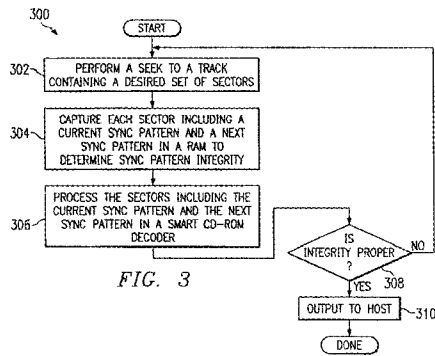 300
START
302
PERFORM A SEEK TO A TRACK
CONTAINING A DESIRED SET OF SECTORS
304
CAPTURE EACH SECTOR INCLUDING A
CURRENT SYNC PATTERN AND A NEXT
SYNC PATTERN IN A RAM TO
DETERMINE SYNC PATTERN INTEGRITY
306
PROCESS THE SECTORS INCLUDING THE
CURRENT SYNC PATTERN AND THE NEXT
SYNC PATTERN IN A SMART CD-ROM
DECODER
IS
INTEGRITY PROPER
?
NO
308
YES
OUTPUT TO HOST
310
DONE
FIG. 3